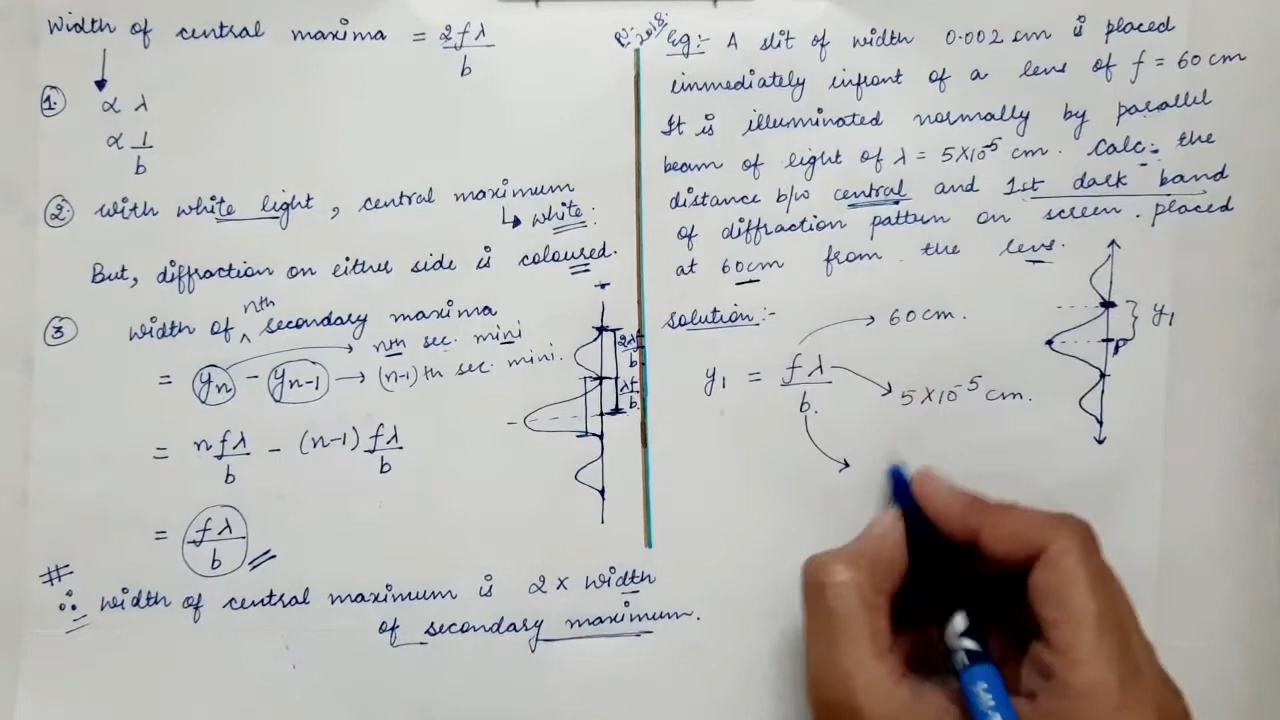 Width of central maxima = 2fλ/b
① ∝ λ
∝ 1/b
② With white light, central maximum
↳ white.
But, diffraction on either side is coloured.
③ width of nth secondary maxima
= yn - yn-1
nth sec. mini
(n-1)th sec. mini.
= nfλ/b - (n-1) fλ/b
= fλ/b
#
∴ width of central maximum is 2 × width
of secondary maximum.
2λf/b
λf/b
2018
Eg:- A slit of width 0.002 cm is placed
immediately infront of a lens of f = 60 cm
It is illuminated normally by parallel
beam of light of λ = 5×10⁻⁵ cm. Calc: the
distance b/w central and 1st dark band
of diffraction pattern on screen. placed
at 60cm from the lens.
solution:-
60 cm.
y1 = fλ/b.
5×10⁻⁵ cm.
y1
P